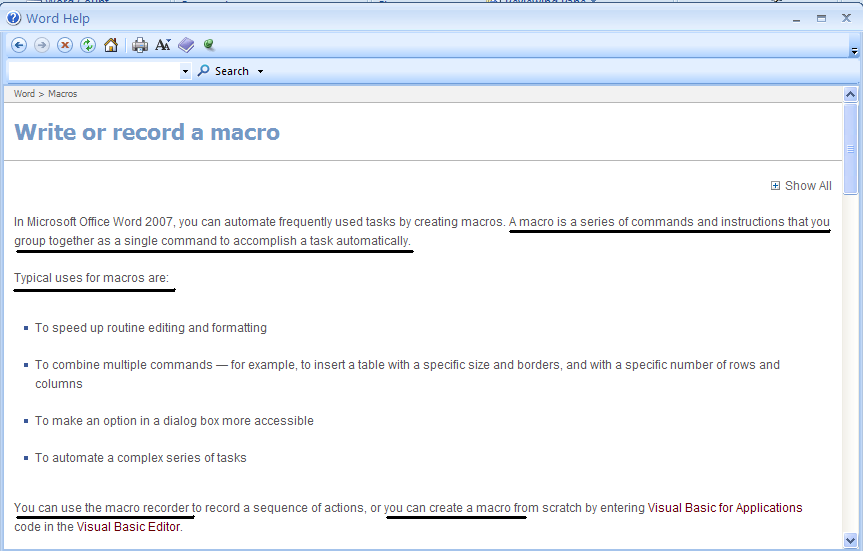 Word Help
Search
Word > Macros
Write or record a macro
Show All
In Microsoft Office Word 2007, you can automate frequently used tasks by creating macros. A macro is a series of commands and instructions that you
group together as a single command to accomplish a task automatically.
Typical uses for macros are:
To speed up routine editing and formatting
To combine multiple commands — for example, to insert a table with a specific size and borders, and with a specific number of rows and
columns
To make an option in a dialog box more accessible
To automate a complex series of tasks
You can use the macro recorder to record a sequence of actions, or you can create a macro from scratch by entering Visual Basic for Applications
code in the Visual Basic Editor.